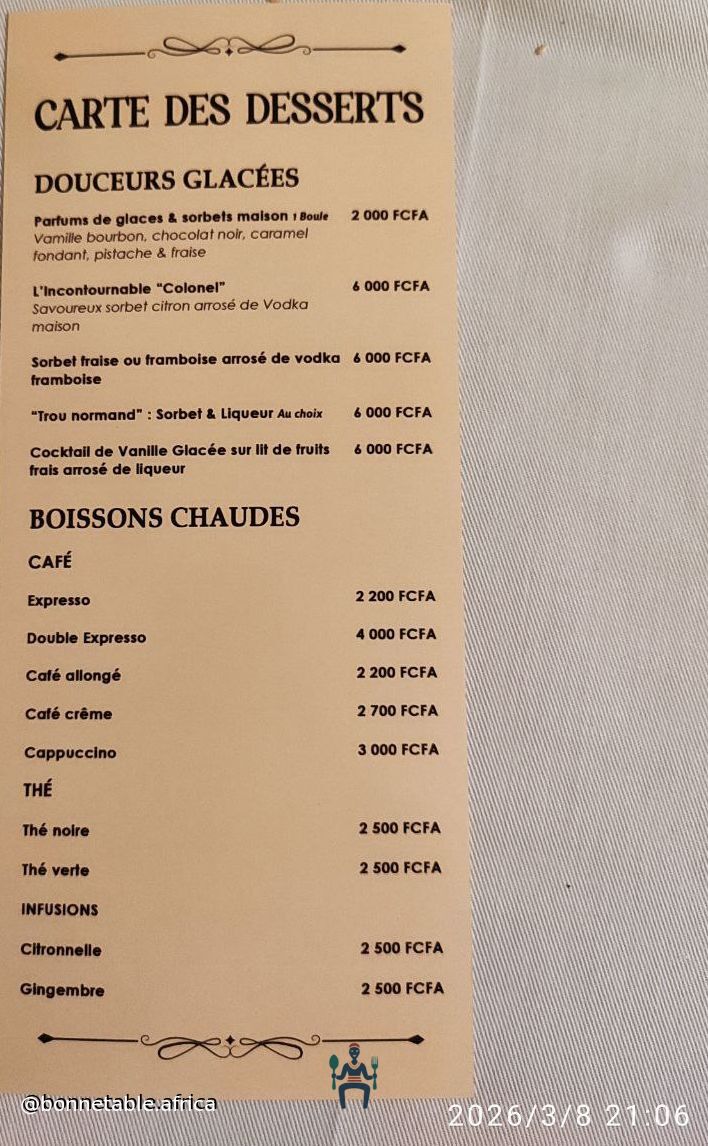 CARTE DES DESSERTS
DOUCEURS GLACÉES
Parfums de glaces & sorbets maison 1 Boule 2 000 FCFA
Vamille bourbon, chocolat noir, caramel
fondant, pistache & fraise
L'Incontournable "Colonel" 6 000 FCFA
Savoureux sorbet citron arrosé de Vodka
maison
Sorbet fraise ou framboise arrosé de vodka 6 000 FCFA
framboise
"Trou normand" : Sorbet & Liqueur Au choix 6 000 FCFA
Cocktail de Vanille Glacée sur lit de fruits 6 000 FCFA
frais arrosé de liqueur
BOISSONS CHAUDES
CAFÉ
Expresso 2 200 FCFA
Double Expresso 4 000 FCFA
Café allongé 2 200 FCFA
Café crême 2 700 FCFA
Cappuccino 3 000 FCFA
THÉ
Thé noire 2 500 FCFA
Thé verte 2 500 FCFA
INFUSIONS
Citronnelle 2 500 FCFA
Gingembre 2 500 FCFA
@bonnetable.africa
2026/3/8 21:06